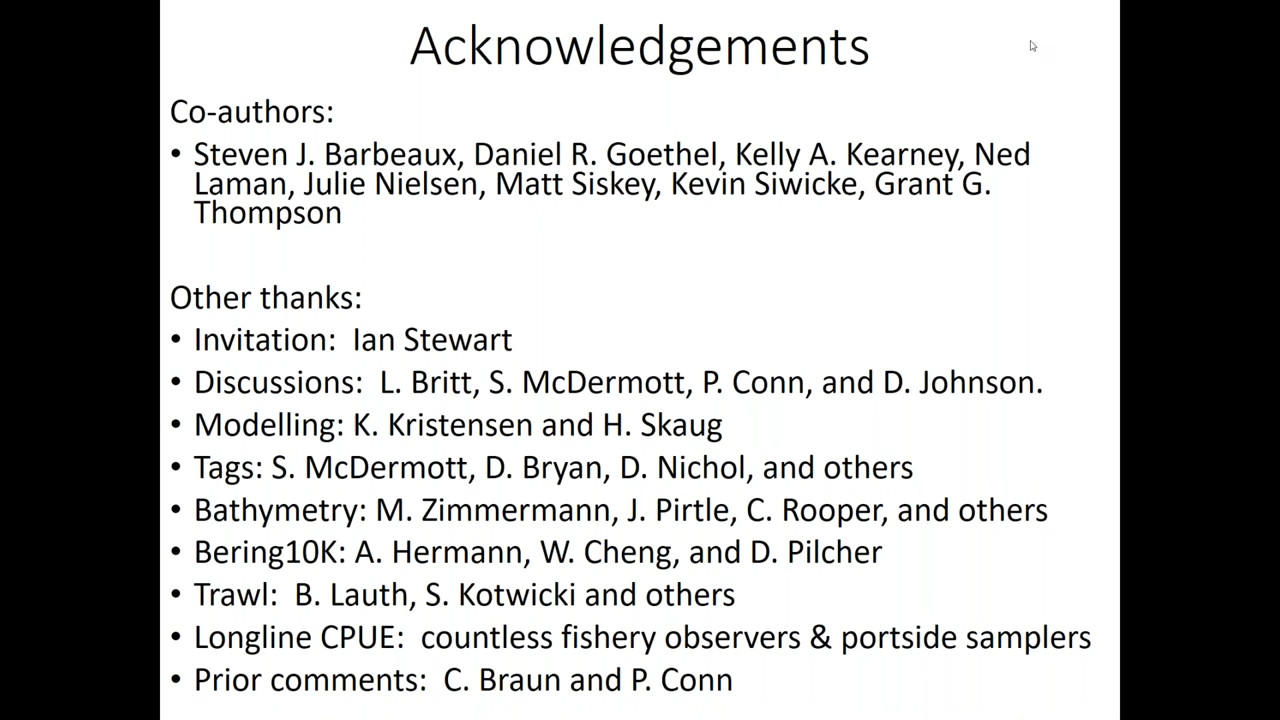 Acknowledgements
Co-authors:
• Steven J. Barbeaux, Daniel R. Goethel, Kelly A. Kearney, Ned
Laman, Julie Nielsen, Matt Siskey, Kevin Siwicke, Grant G.
Thompson
Other thanks:
• Invitation: Ian Stewart
• Discussions: L. Britt, S. McDermott, P. Conn, and D. Johnson.
• Modelling: K. Kristensen and H. Skaug
• Tags: S. McDermott, D. Bryan, D. Nichol, and others
• Bathymetry: M. Zimmermann, J. Pirtle, C. Rooper, and others
• Bering10K: A. Hermann, W. Cheng, and D. Pilcher
• Trawl: B. Lauth, S. Kotwicki and others
• Longline CPUE: countless fishery observers & portside samplers
• Prior comments: C. Braun and P. Conn